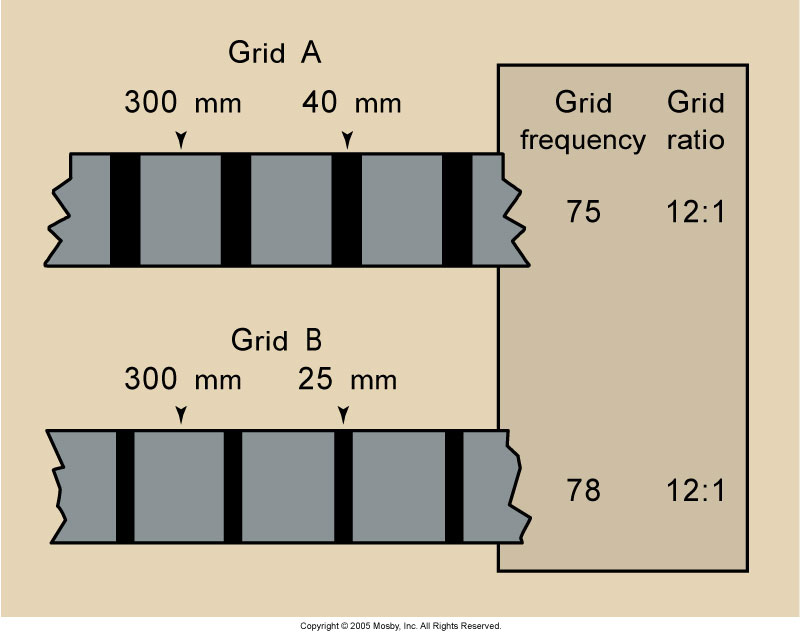 Grid A
300 mm 40 mm
Grid frequency Grid ratio
75 12:1
Grid B
300 mm 25 mm
78 12:1
Copyright © 2005 Mosby, Inc. All Rights Reserved.